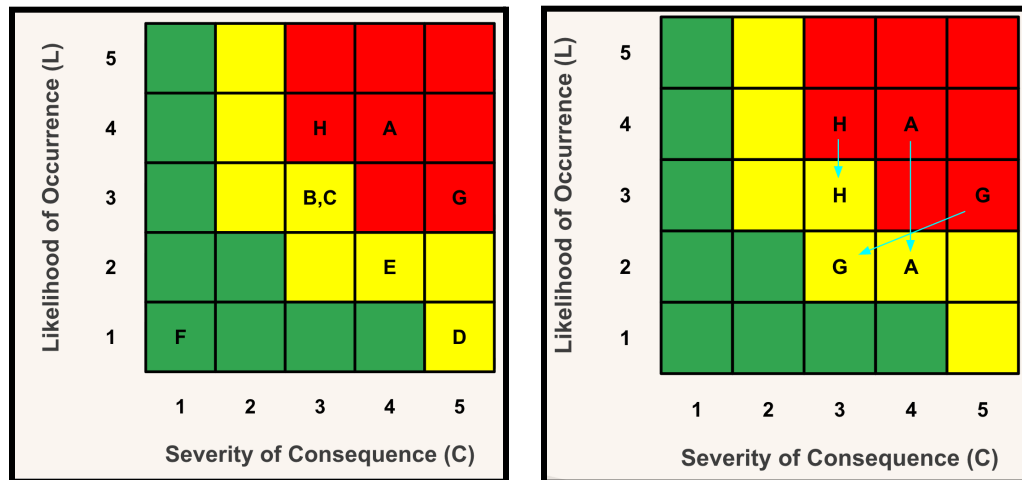 Likelihood of Occurrence (L)
5
4
H A
3
B,C G
2
E
1
F D
1 2 3 4 5
Severity of Consequence (C)
Likelihood of Occurrence (L)
5
4
H A
3
H G
2
G A
1
1 2 3 4 5
Severity of Consequence (C)